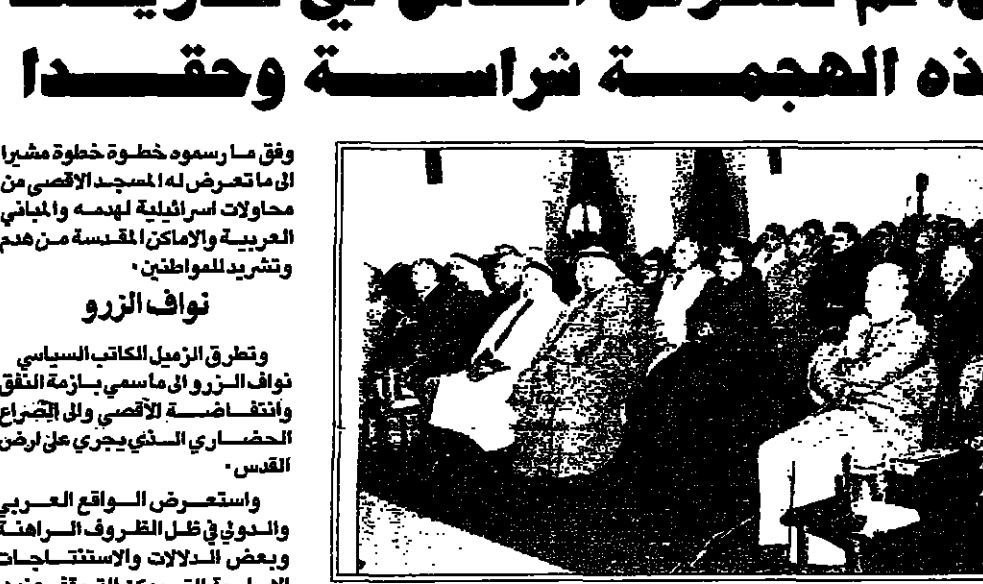 ذه الهجمة شراسة وحقدا
وفق ما رسموه خطوة خطوة مشيرا
الى ما تعرض له المسجد الاقصى من
محاولات اسرائيلية لهدمه والمباني
العربية والاماكن المقدسة من هدم
وتشريد للمواطنين.
نواف الزرو
وتطرق الزميل الكاتب السياسي
نواف الزرو الى ما سمي بازمة النفق
وانتفاضة الأقصى والى الصراع
الحضاري الذي يجري على ارض
القدس.
واستعرض الواقع العربي
والدولي في ظل الظروف الراهنة
وبعض الدلالات والاستنتاجات